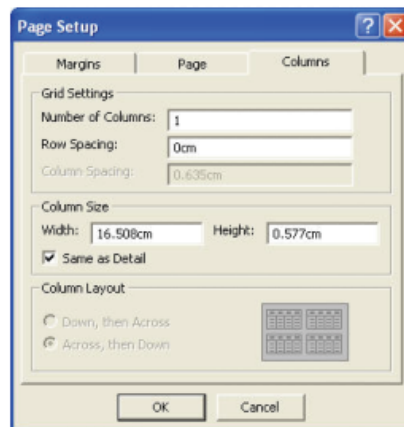 Page Setup
Margins Page Columns
Grid Settings
Number of Columns: 1
Row Spacing: 0cm
Column Spacing: 0.635cm
Column Size
Width: 16.508cm Height: 0.577cm
Same as Detail
Column Layout
Down, then Across
Across, then Down
OK Cancel